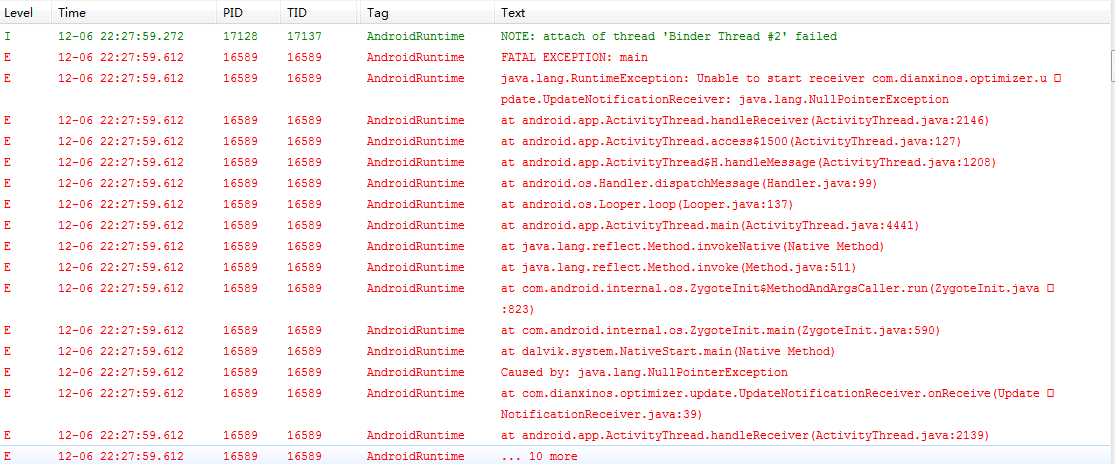 Level Time PID TID Tag Text
I 12-06 22:27:59.272 17128 17137 AndroidRuntime NOTE: attach of thread 'Binder Thread #2' failed
E 12-06 22:27:59.612 16589 16589 AndroidRuntime FATAL EXCEPTION: main
E 12-06 22:27:59.612 16589 16589 AndroidRuntime java.lang.RuntimeException: Unable to start receiver com.dianxinos.optimizer.u
pdate.UpdateNotificationReceiver: java.lang.NullPointerException
E 12-06 22:27:59.612 16589 16589 AndroidRuntime at android.app.ActivityThread.handleReceiver(ActivityThread.java:2146)
E 12-06 22:27:59.612 16589 16589 AndroidRuntime at android.app.ActivityThread.access$1500(ActivityThread.java:127)
E 12-06 22:27:59.612 16589 16589 AndroidRuntime at android.app.ActivityThread$H.handleMessage(ActivityThread.java:1208)
E 12-06 22:27:59.612 16589 16589 AndroidRuntime at android.os.Handler.dispatchMessage(Handler.java:99)
E 12-06 22:27:59.612 16589 16589 AndroidRuntime at android.os.Looper.loop(Looper.java:137)
E 12-06 22:27:59.612 16589 16589 AndroidRuntime at android.app.ActivityThread.main(ActivityThread.java:4441)
E 12-06 22:27:59.612 16589 16589 AndroidRuntime at java.lang.reflect.Method.invokeNative(Native Method)
E 12-06 22:27:59.612 16589 16589 AndroidRuntime at java.lang.reflect.Method.invoke(Method.java:511)
E 12-06 22:27:59.612 16589 16589 AndroidRuntime at com.android.internal.os.ZygoteInit$MethodAndArgsCaller.run(ZygoteInit.java
:823)
E 12-06 22:27:59.612 16589 16589 AndroidRuntime at com.android.internal.os.ZygoteInit.main(ZygoteInit.java:590)
E 12-06 22:27:59.612 16589 16589 AndroidRuntime at dalvik.system.NativeStart.main(Native Method)
E 12-06 22:27:59.612 16589 16589 AndroidRuntime Caused by: java.lang.NullPointerException
E 12-06 22:27:59.612 16589 16589 AndroidRuntime at com.dianxinos.optimizer.update.UpdateNotificationReceiver.onReceive(Update
NotificationReceiver.java:39)
E 12-06 22:27:59.612 16589 16589 AndroidRuntime at android.app.ActivityThread.handleReceiver(ActivityThread.java:2139)
E 12-06 22:27:59.612 16589 16589 AndroidRuntime ... 10 more